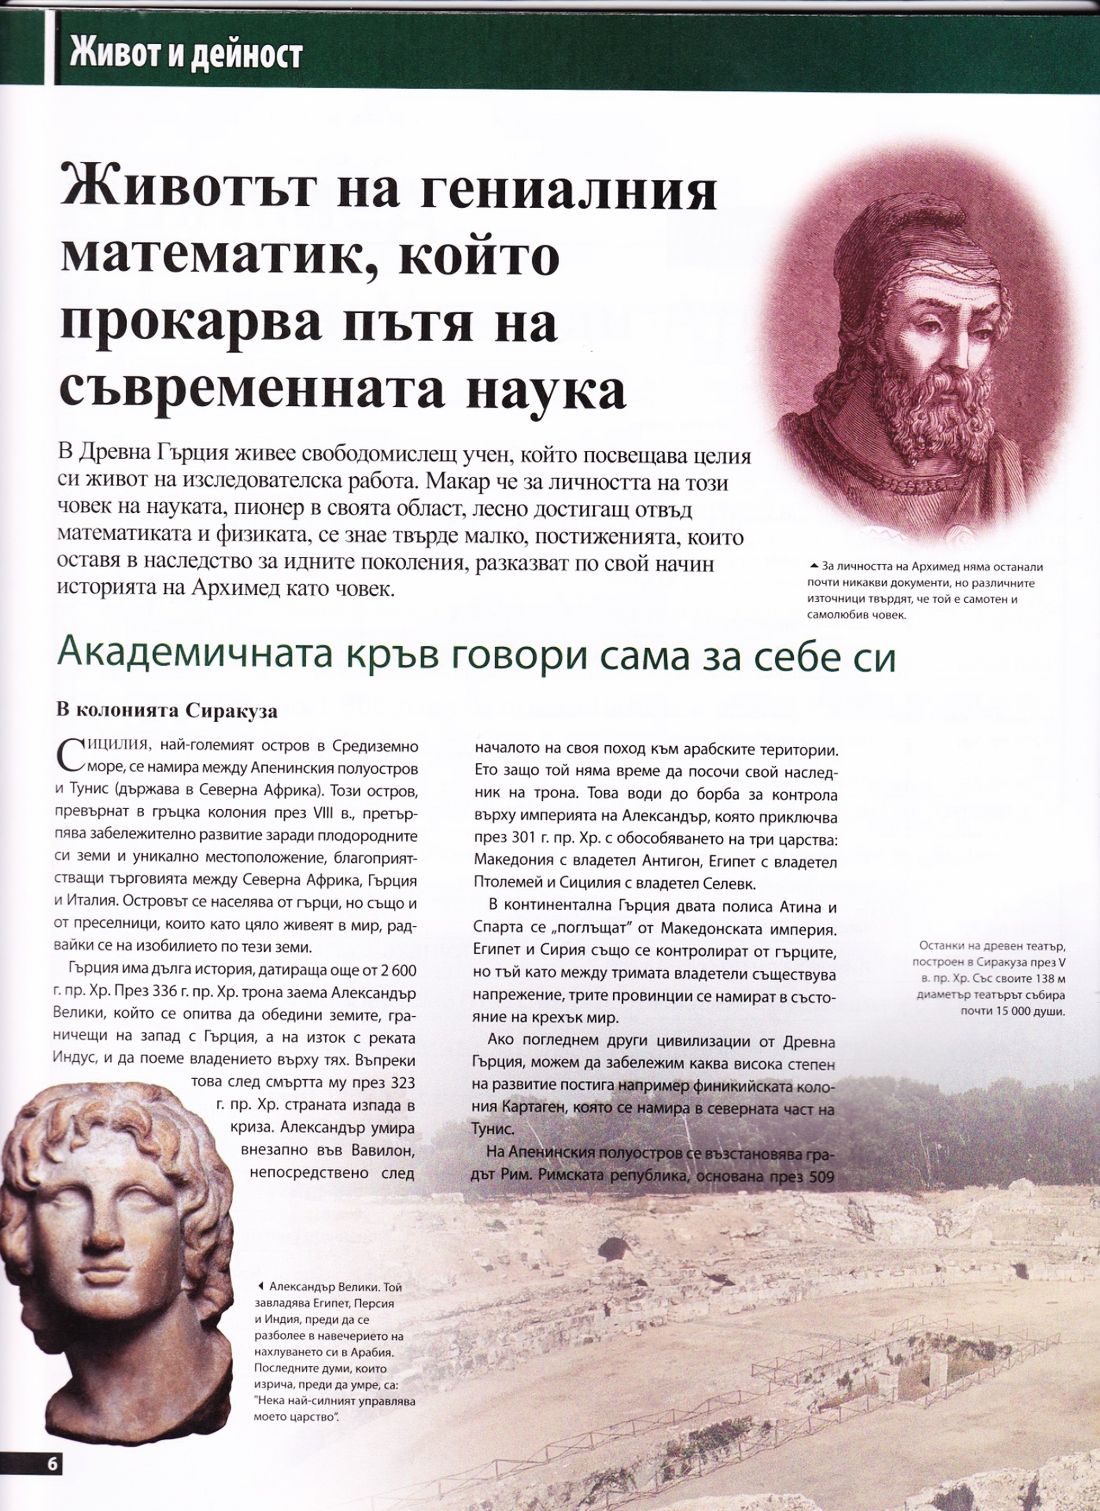 Живот и дейност
Животът на гениалния
математик, който
прокарва пътя на
съвременната наука
В Древна Гърция живее свободомислещ учен, който посвещава целия
си живот на изследователска работа. Макар че за личността на този
човек на науката, пионер в своята област, лесно достигащ отвъд
математиката и физиката, се знае твърде малко, постиженията, които
оставя в наследство за идните поколения, разказват по свой начин
историята на Архимед като човек.
За личността на Архимед няма останали
почти никакви документи, но различните
източници твърдят, че той е самотен и
самолюбив човек.
Академичната кръв говори сама за себе си
В колонията Сиракуза
Сицилия, най-големият остров в Средиземно
море, се намира между Апенинския полуостров
и Тунис (държава в Северна Африка). Този остров,
превърнат в гръцка колония през VIII в., претър-
пява забележително развитие заради плодородните
си земи и уникално местоположение, благоприят-
стващи търговията между Северна Африка, Гърция
и Италия. Островът се населява от гърци, но също и
от преселници, които като цяло живеят в мир, рад-
вайки се на изобилието по тези земи.
Гърция има дълга история, датираща още от 2 600
г. пр. Хр. През 336 г. пр. Хр. трона заема Александър
Велики, който се опитва да обедини земите, гра-
ничещи на запад с Гърция, а на изток с реката
Индус, и да поеме владението върху тях. Въпреки
това след смъртта му през 323
г. пр. Хр. страната изпада в
криза. Александър умира
внезапно във Вавилон,
непосредствено след
началото на своя поход към арабските територии.
Ето защо той няма време да посочи свой наслед-
ник на трона. Това води до борба за контрола
върху империята на Александър, която приключва
през 301 г. пр. Хр. с обособяването на три царства:
Македония с владетел Антигон, Египет с владетел
Птолемей и Сицилия с владетел Селевк.
В континентална Гърция двата полиса Атина и
Спарта се „поглъщат” от Македонската империя.
Египет и Сирия също се контролират от гърците,
но тъй като между тримата владетели съществува
напрежение, трите провинции се намират в състо-
яние на крехък мир.
Ако погледнем други цивилизации от Древна
Гърция, можем да забележим каква висока степен
на развитие постига например финикийската коло-
ния Картаген, която се намира в северната част на
Тунис.
На Апенинския полуостров се възстановява гра-
дът Рим. Римската република, основана през 509
Останки на древен театър,
построен в Сиракуза през V
в. пр. Хр. Със своите 138 м
диаметър театърът събира
почти 15 000 души.
Александър Велики. Той
завладява Египет, Персия
и Индия, преди да се
разболее в навечерието на
нахлуването си в Арабия.
Последните думи, които
изрича, преди да умре, са:
"Нека най-силният управлява
моето царство”.
6